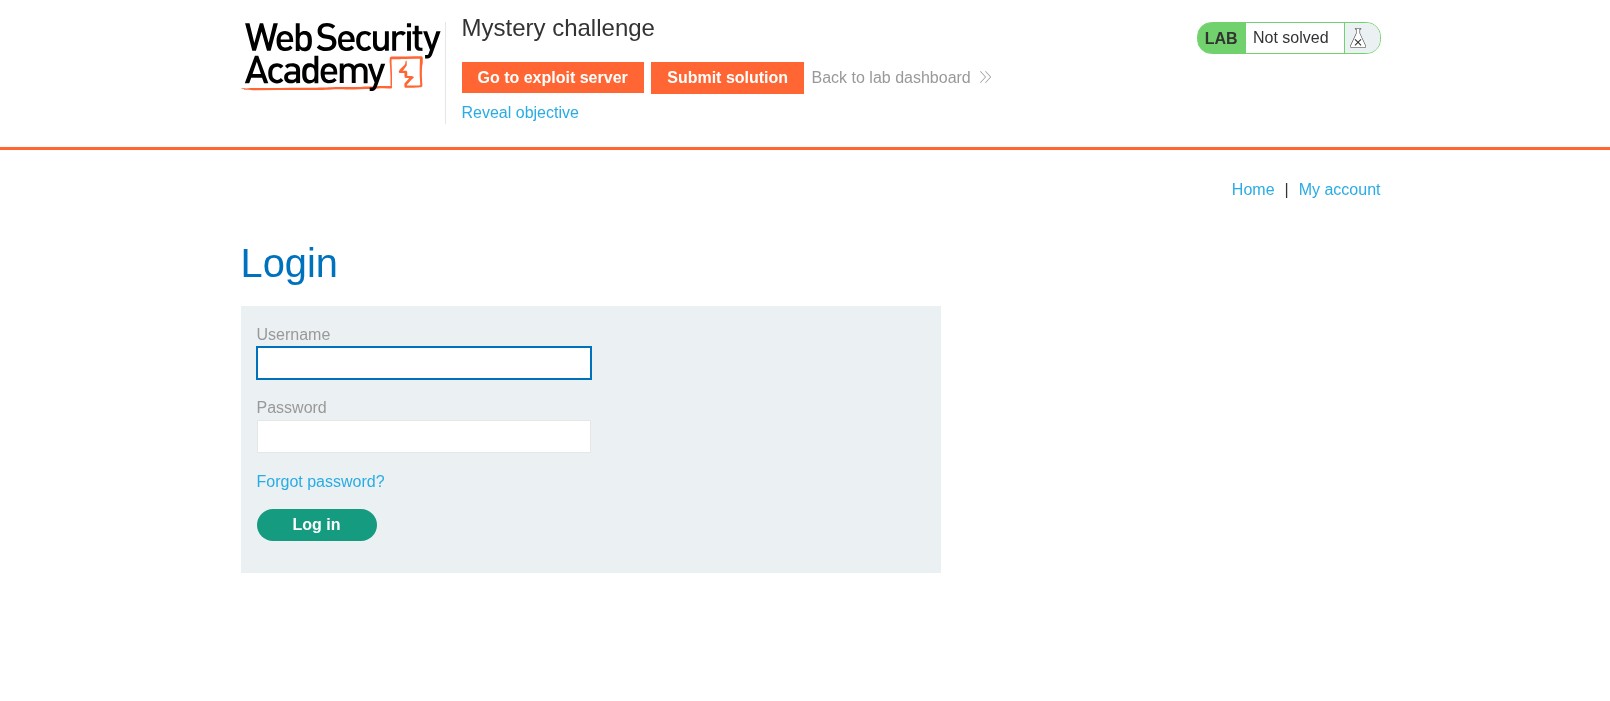 Web Security
Academy
Mystery challenge
Go to exploit server
Submit solution
Back to lab dashboard
Reveal objective
LAB
Not solved
Home | My account
Login
Username
Password
Forgot password?
Log in